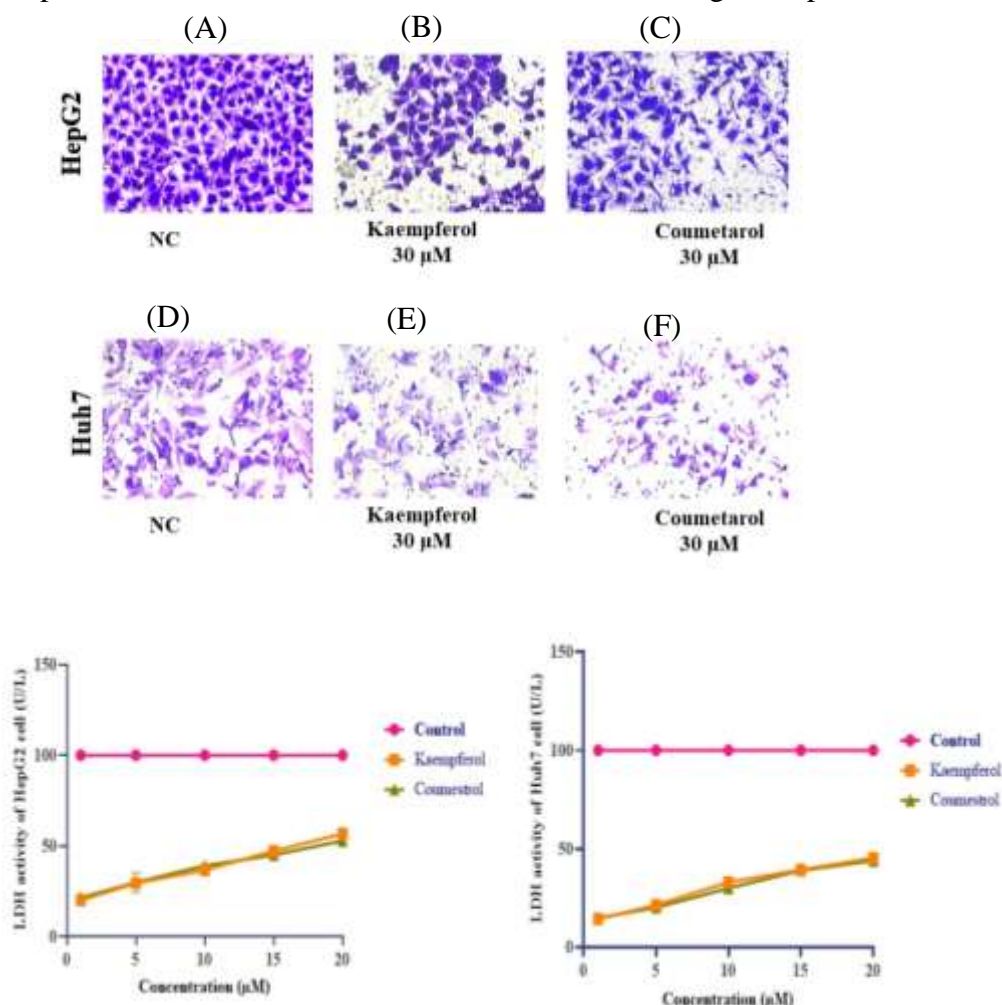 (A) (B) (C)
HepG2
NC
Kaempferol
30 µM
Coumetarol
30 µM
(D) (E) (F)
Huh7
NC
Kaempferol
30 µM
Coumetarol
30 µM
LDH activity of HepG2 cell (U/L)
150
100
50
0
0 5 10 15 20
Concentration (µM)
Control
Kaempferol
Coumestrol
LDH activity of Huh7 cell (U/L)
150
100
50
0
0 5 10 15 20
Concentration (µM)
Control
Kaempferol
Coumestrol